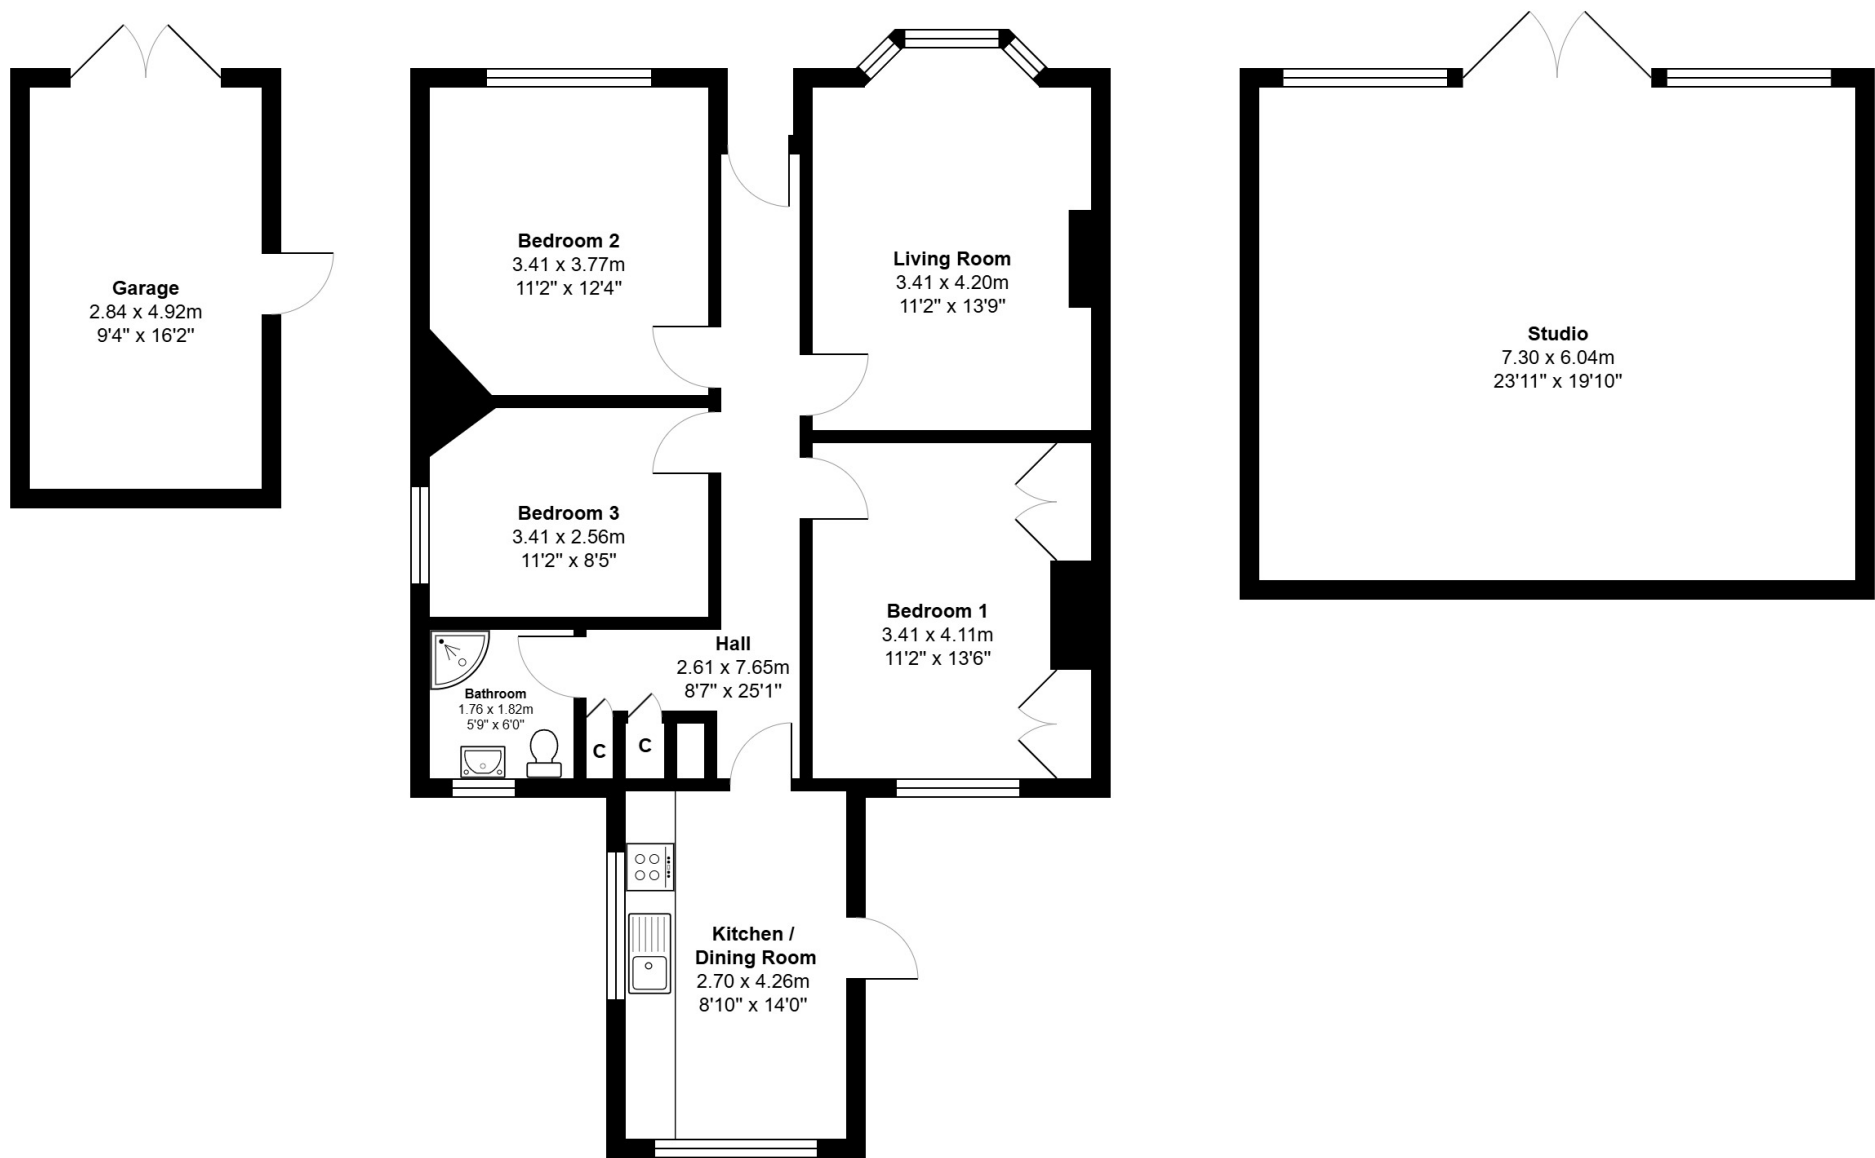 Garage
2.84 x 4.92m
9'4" x 16'2"
Bedroom 2
3.41 x 3.77m
11'2" x 12'4"
Living Room
3.41 x 4.20m
11'2" x 13'9"
Studio
7.30 x 6.04m
23'11" x 19'10"
Bedroom 3
3.41 x 2.56m
11'2" x 8'5"
Bedroom 1
3.41 x 4.11m
11'2" x 13'6"
Hall
2.61 x 7.65m
8'7" x 25'1"
Bathroom
1.76 x 1.82m
5'9" x 6'0"
C
C
Kitchen /
Dining Room
2.70 x 4.26m
8'10" x 14'0"